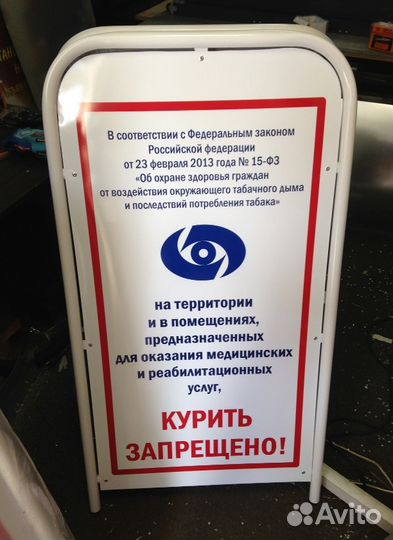 В соответствии с Федеральным законом
Российской федерации
от 23 февраля 2013 года № 15-ФЗ
«Об охране здоровья граждан
от воздействия окружающего табачного дыма
и последствий потребления табака»
на территории
и в помещениях,
предназначенных
для оказания медицинских
и реабилитационных
услуг,
КУРИТЬ
ЗАПРЕЩЕНО!
Avito